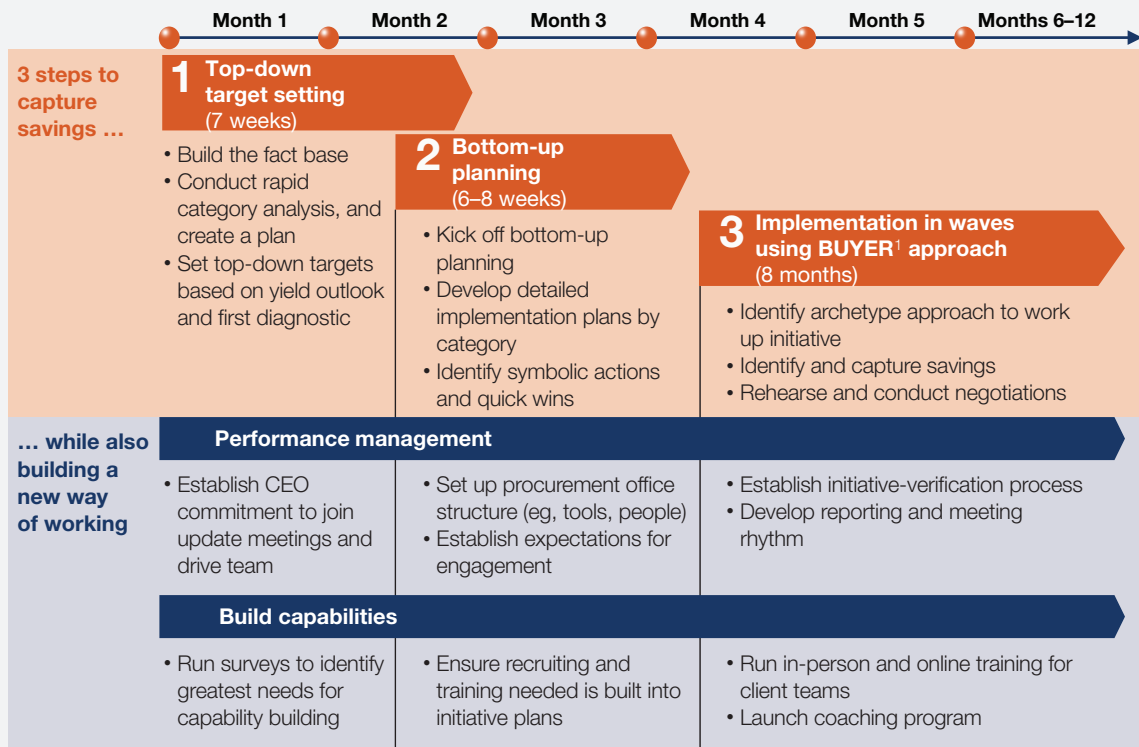 Month 1
Month 2
Month 3
Month 4
Month 5
Months 6–12
3 steps to
capture
savings …
1 Top-down
target setting
(7 weeks)
• Build the fact base
• Conduct rapid
category analysis, and
create a plan
• Set top-down targets
based on yield outlook
and first diagnostic
2 Bottom-up
planning
(6–8 weeks)
• Kick off bottom-up
planning
• Develop detailed
implementation plans by
category
• Identify symbolic actions
and quick wins
3 Implementation in waves
using BUYER¹ approach
(8 months)
• Identify archetype approach to work
up initiative
• Identify and capture savings
• Rehearse and conduct negotiations
… while also
building a
new way
of working
Performance management
• Establish CEO
commitment to join
update meetings and
drive team
• Set up procurement office
structure (eg, tools, people)
• Establish expectations for
engagement
• Establish initiative-verification process
• Develop reporting and meeting
rhythm
Build capabilities
• Run surveys to identify
greatest needs for
capability building
• Ensure recruiting and
training needed is built into
initiative plans
• Run in-person and online training for
client teams
• Launch coaching program